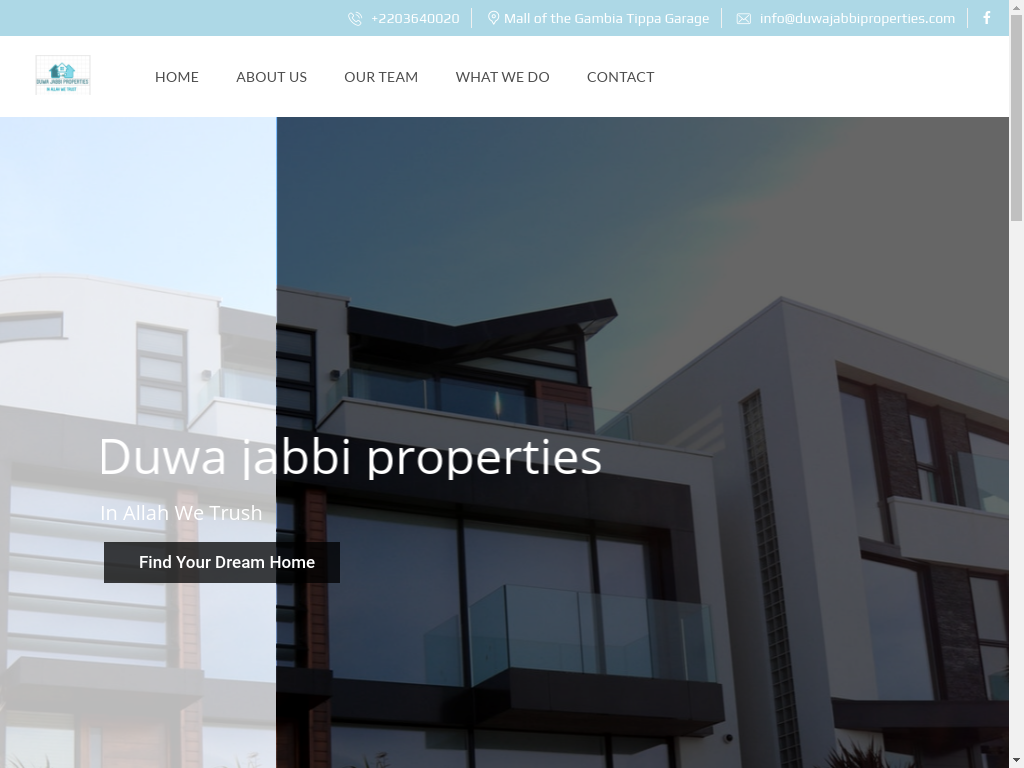 +2203640020
Mall of the Gambia Tippa Garage
info@duwajabbiproperties.com
DUWA JABBI PROPERTIES
IN ALLAH WE TRUST
HOME
ABOUT US
OUR TEAM
WHAT WE DO
CONTACT
Duwa jabbi properties
In Allah We Trush
Find Your Dream Home